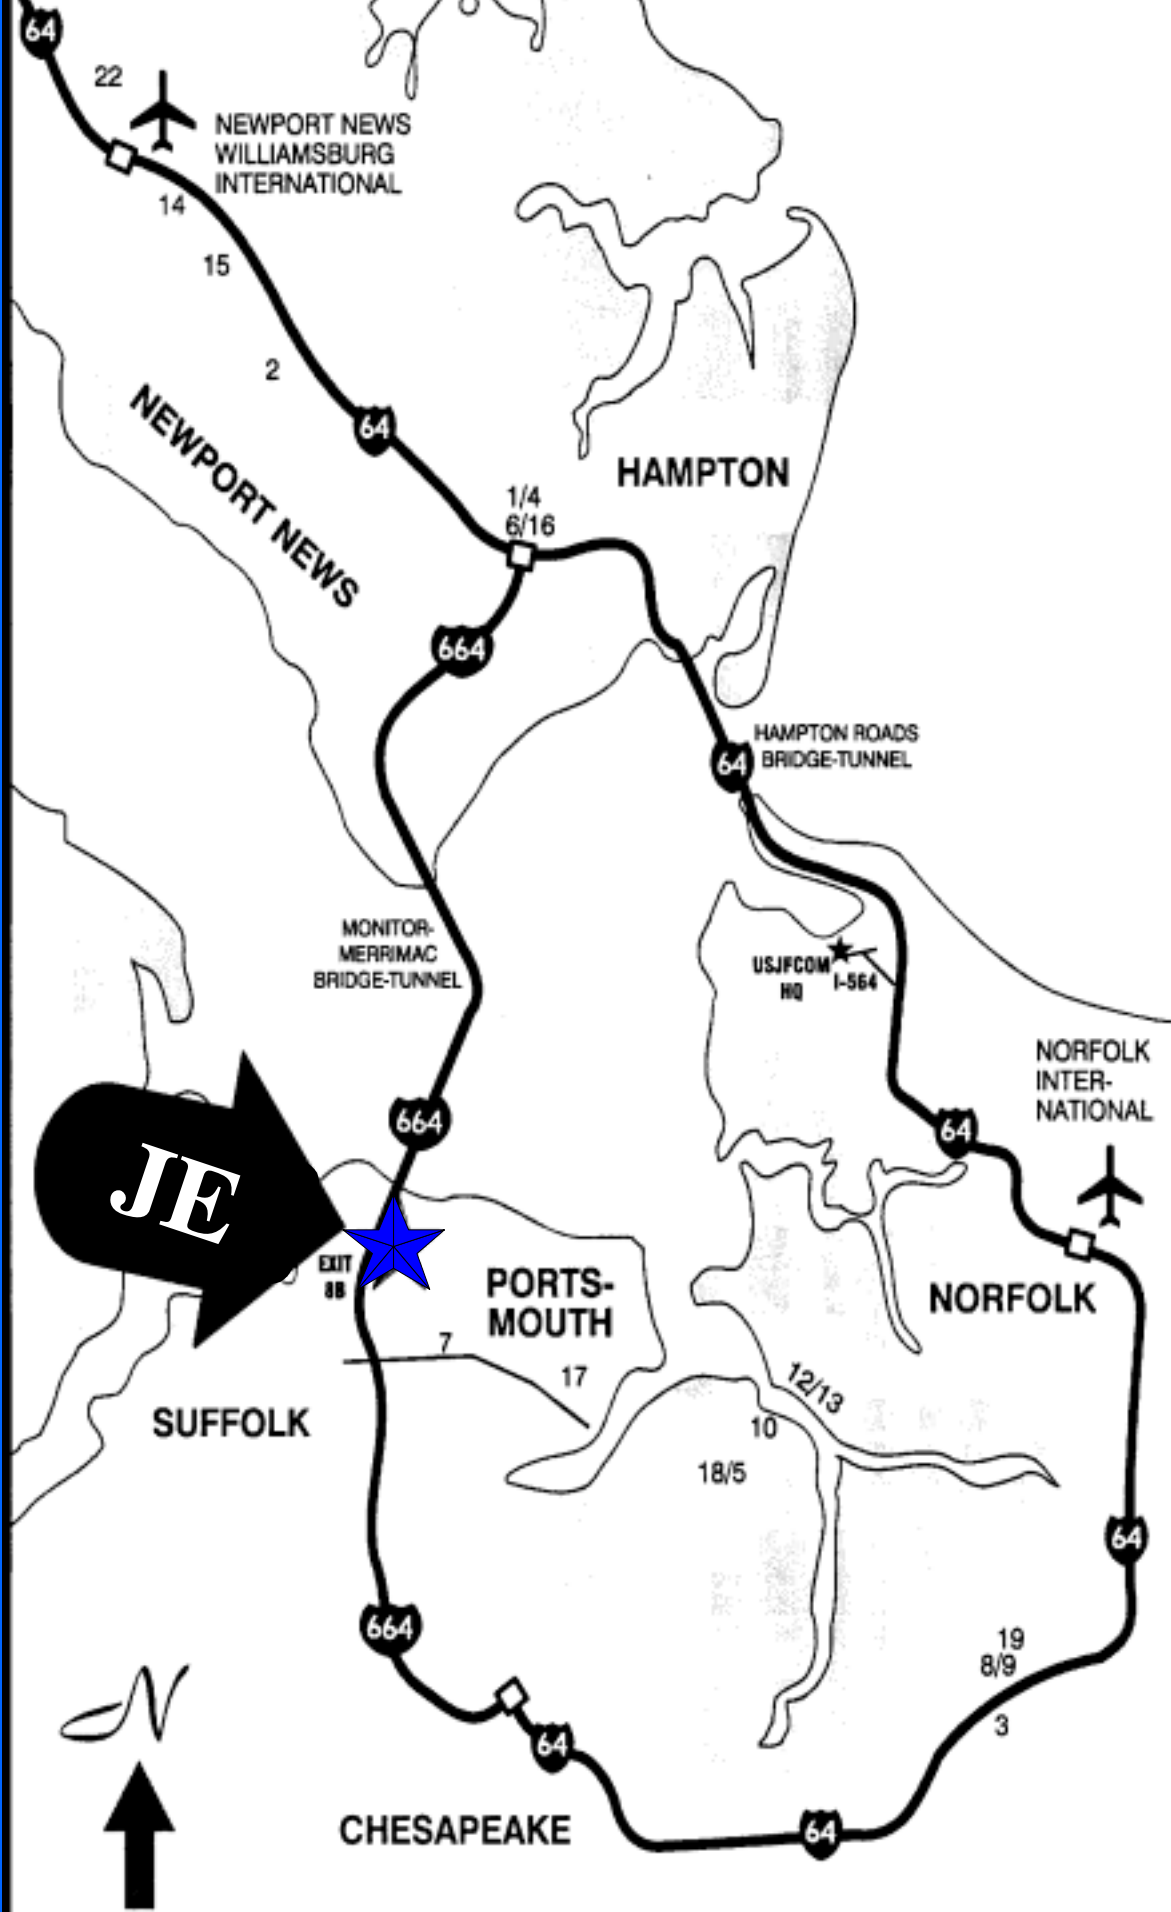 64
22
NEWPORT NEWS
WILLIAMSBURG
INTERNATIONAL
14
15
2
NEWPORT NEWS
64
HAMPTON
1/4
6/16
664
HAMPTON ROADS
BRIDGE-TUNNEL
64
MONITOR-
MERRIMAC
BRIDGE-TUNNEL
USJFCOM
HQ
I-564
NORFOLK
INTER-
NATIONAL
664
64
JE
EXIT
8B
PORTS-
MOUTH
NORFOLK
7
17
12/13
10
SUFFOLK
18/5
64
664
19
8/9
3
N
64
CHESAPEAKE
64